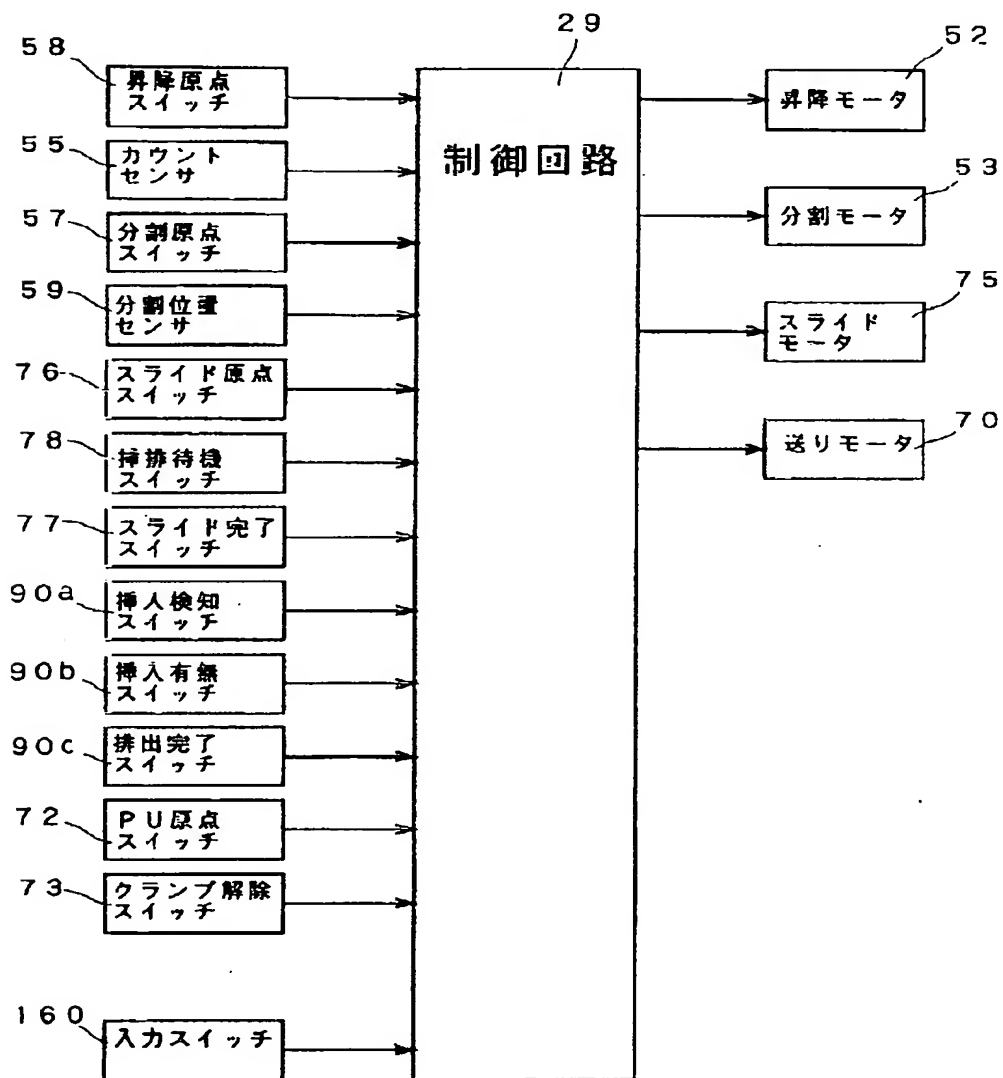 58
昇降原点
スイッチ
55
カウント
センサ
57
分割原点
スイッチ
59
分割位置
センサ
76
スライド原点
スイッチ
78
挿排待機
スイッチ
77
スライド完了
スイッチ
90a
挿入検知
スイッチ
90b
挿入有無
スイッチ
90c
排出完了
スイッチ
72
PU原点
スイッチ
73
クランプ解除
スイッチ
160
入力スイッチ
29
制御回路
52
昇降モータ
53
分割モータ
75
スライド
モータ
70
送りモータ